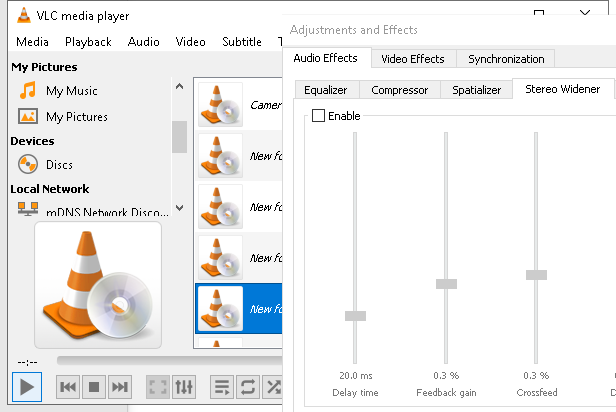 VLC media player
Media Playback Audio Video Subtitle
My Pictures
My Music
My Pictures
Devices
Discs
Local Network
mDNS Network Disco...
Camer
New fo
New fo
New fo
New fo
--:--
Adjustments and Effects
Audio Effects Video Effects Synchronization
Equalizer Compressor Spatializer Stereo Widener
Enable
20.0 ms 0.3 % 0.3 %
Delay time Feedback gain Crossfeed